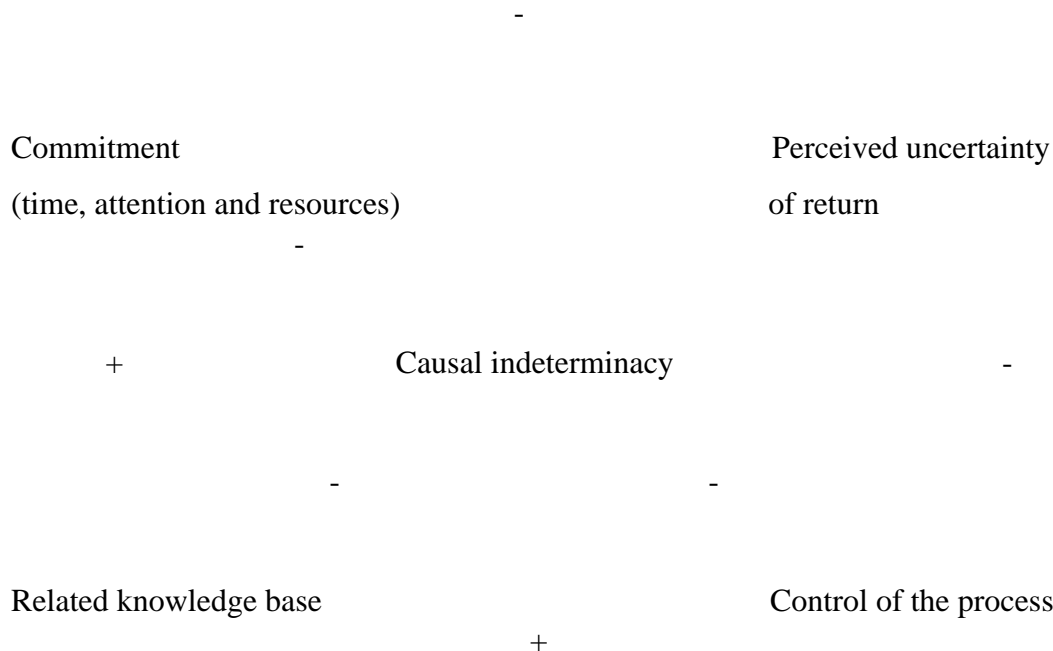 -
Commitment Perceived uncertainty
(time, attention and resources) of return
-
+ Causal indeterminacy -
- -
Related knowledge base Control of the process
+